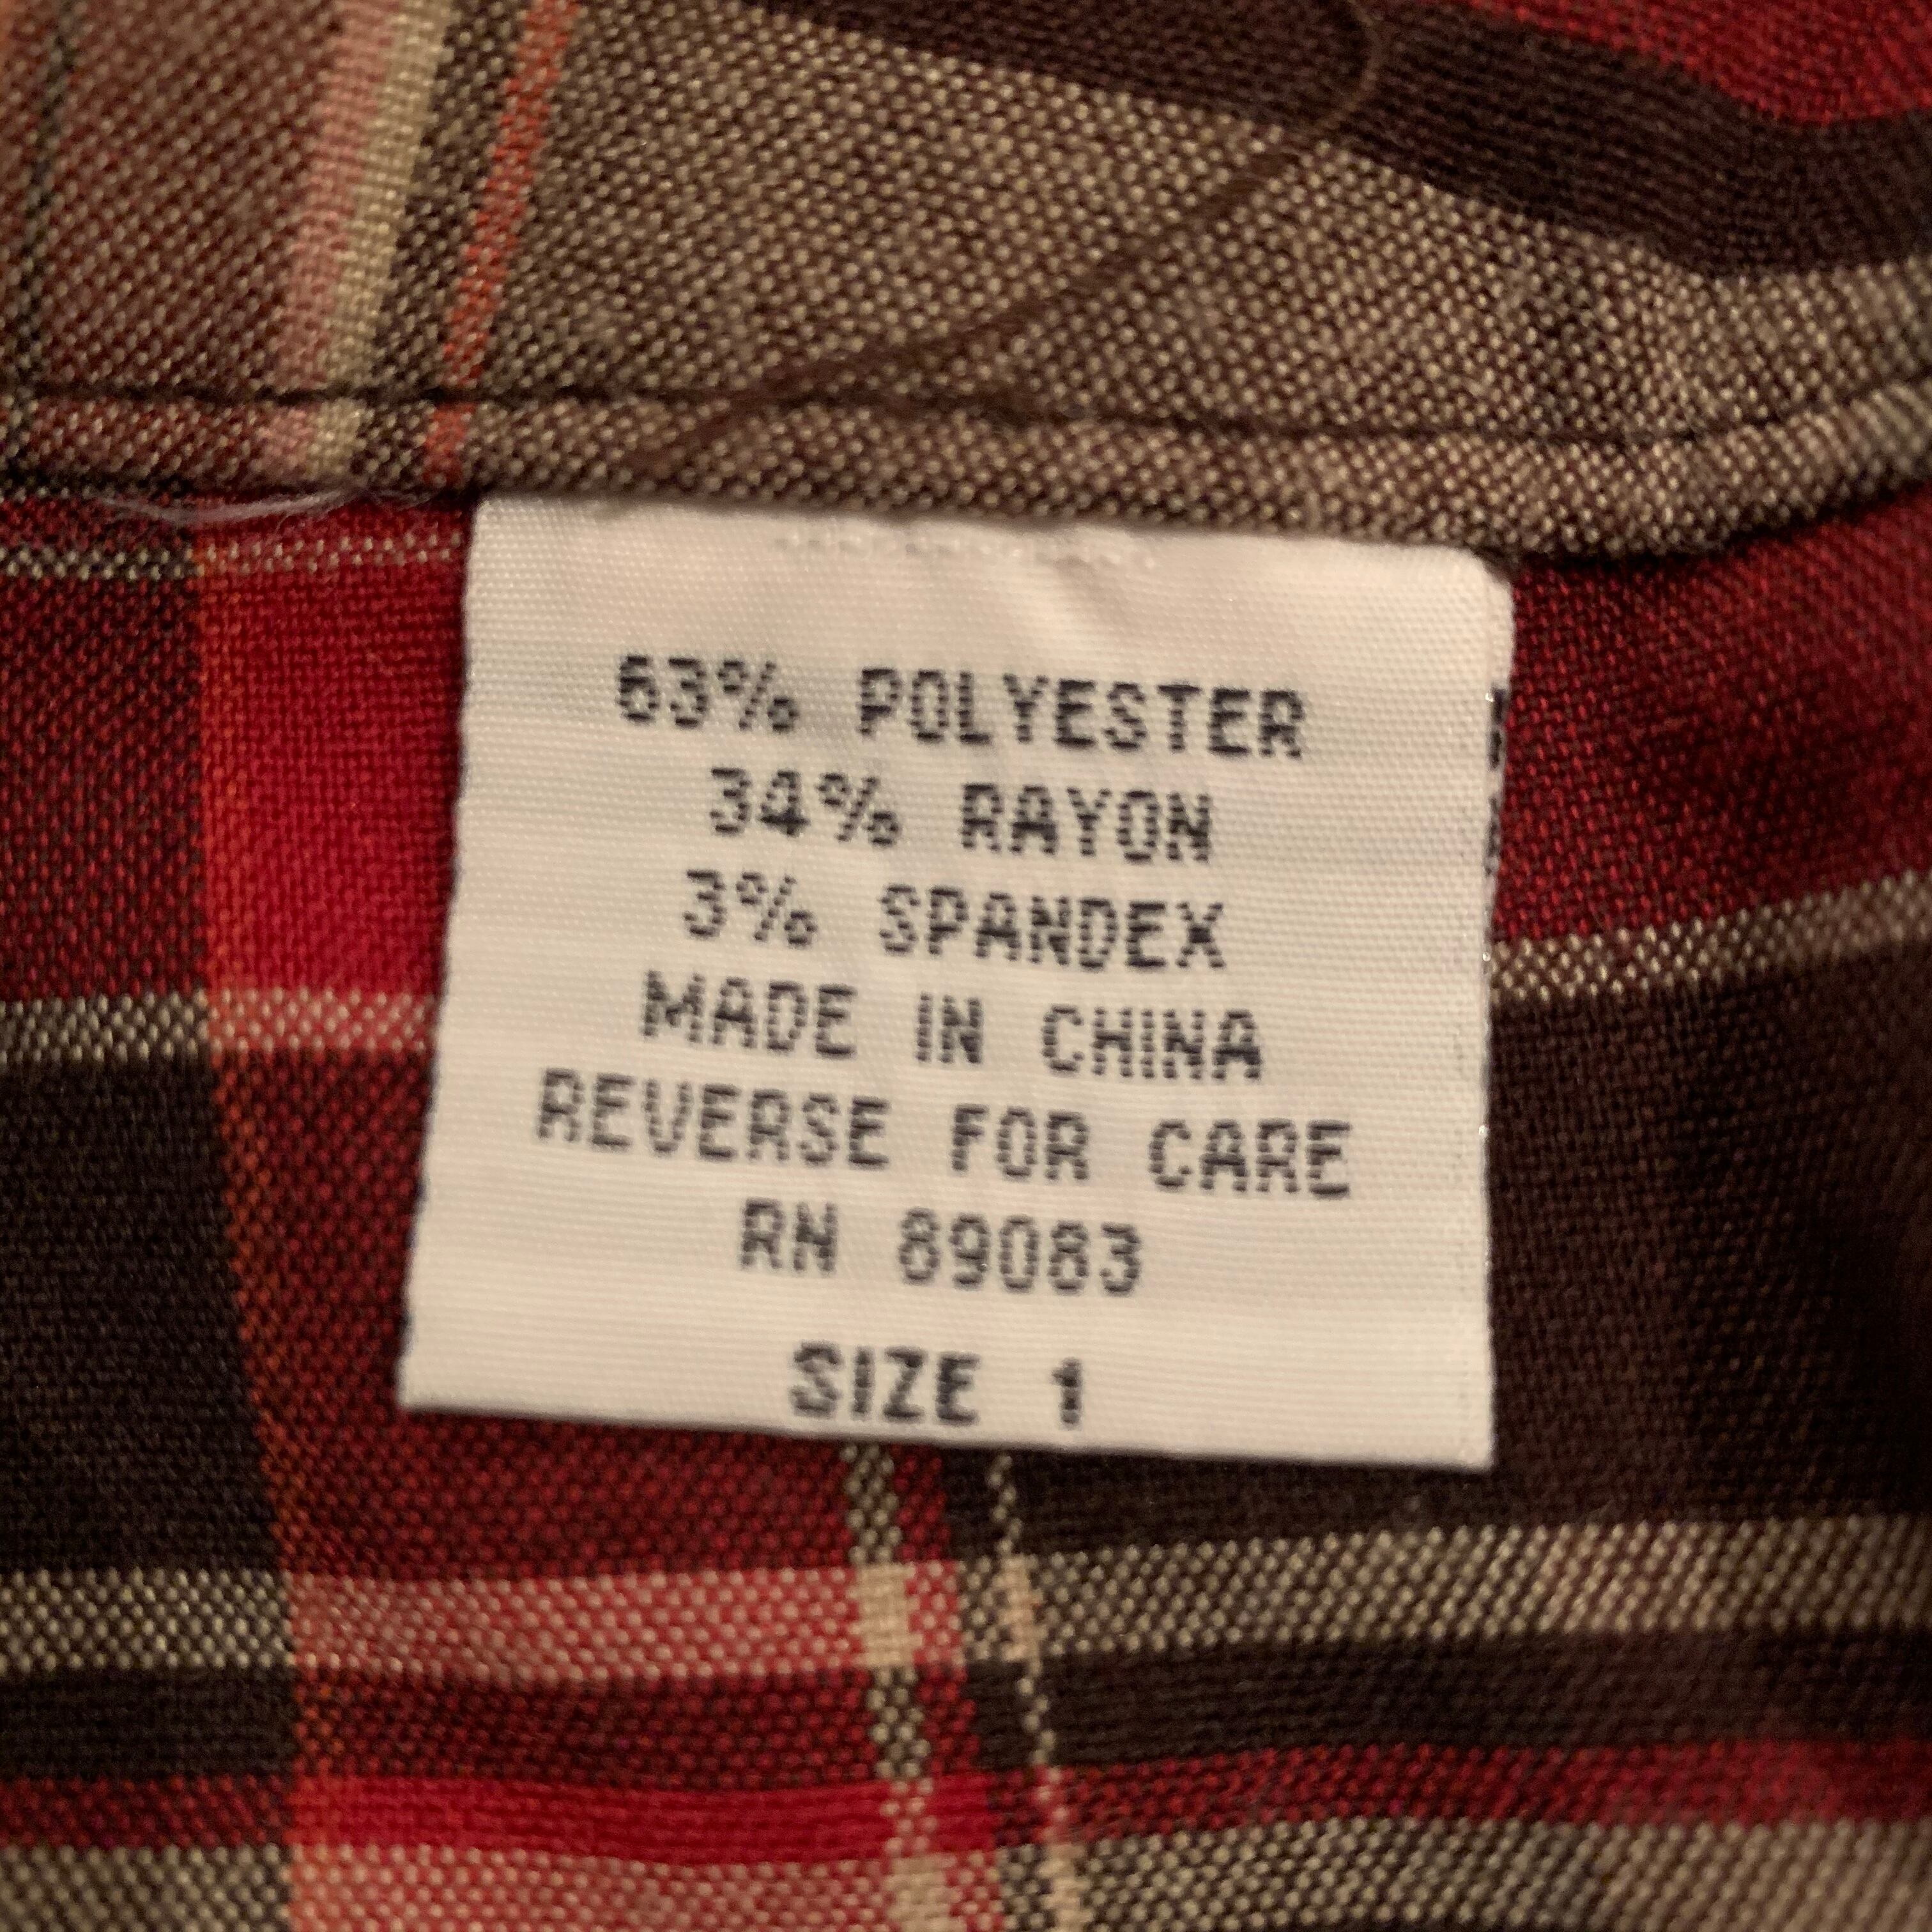 63% POLYESTER
34% RAYON
3% SPANDEX
MADE IN CHINA
REVERSE FOR CARE
RN 89083
SIZE 1